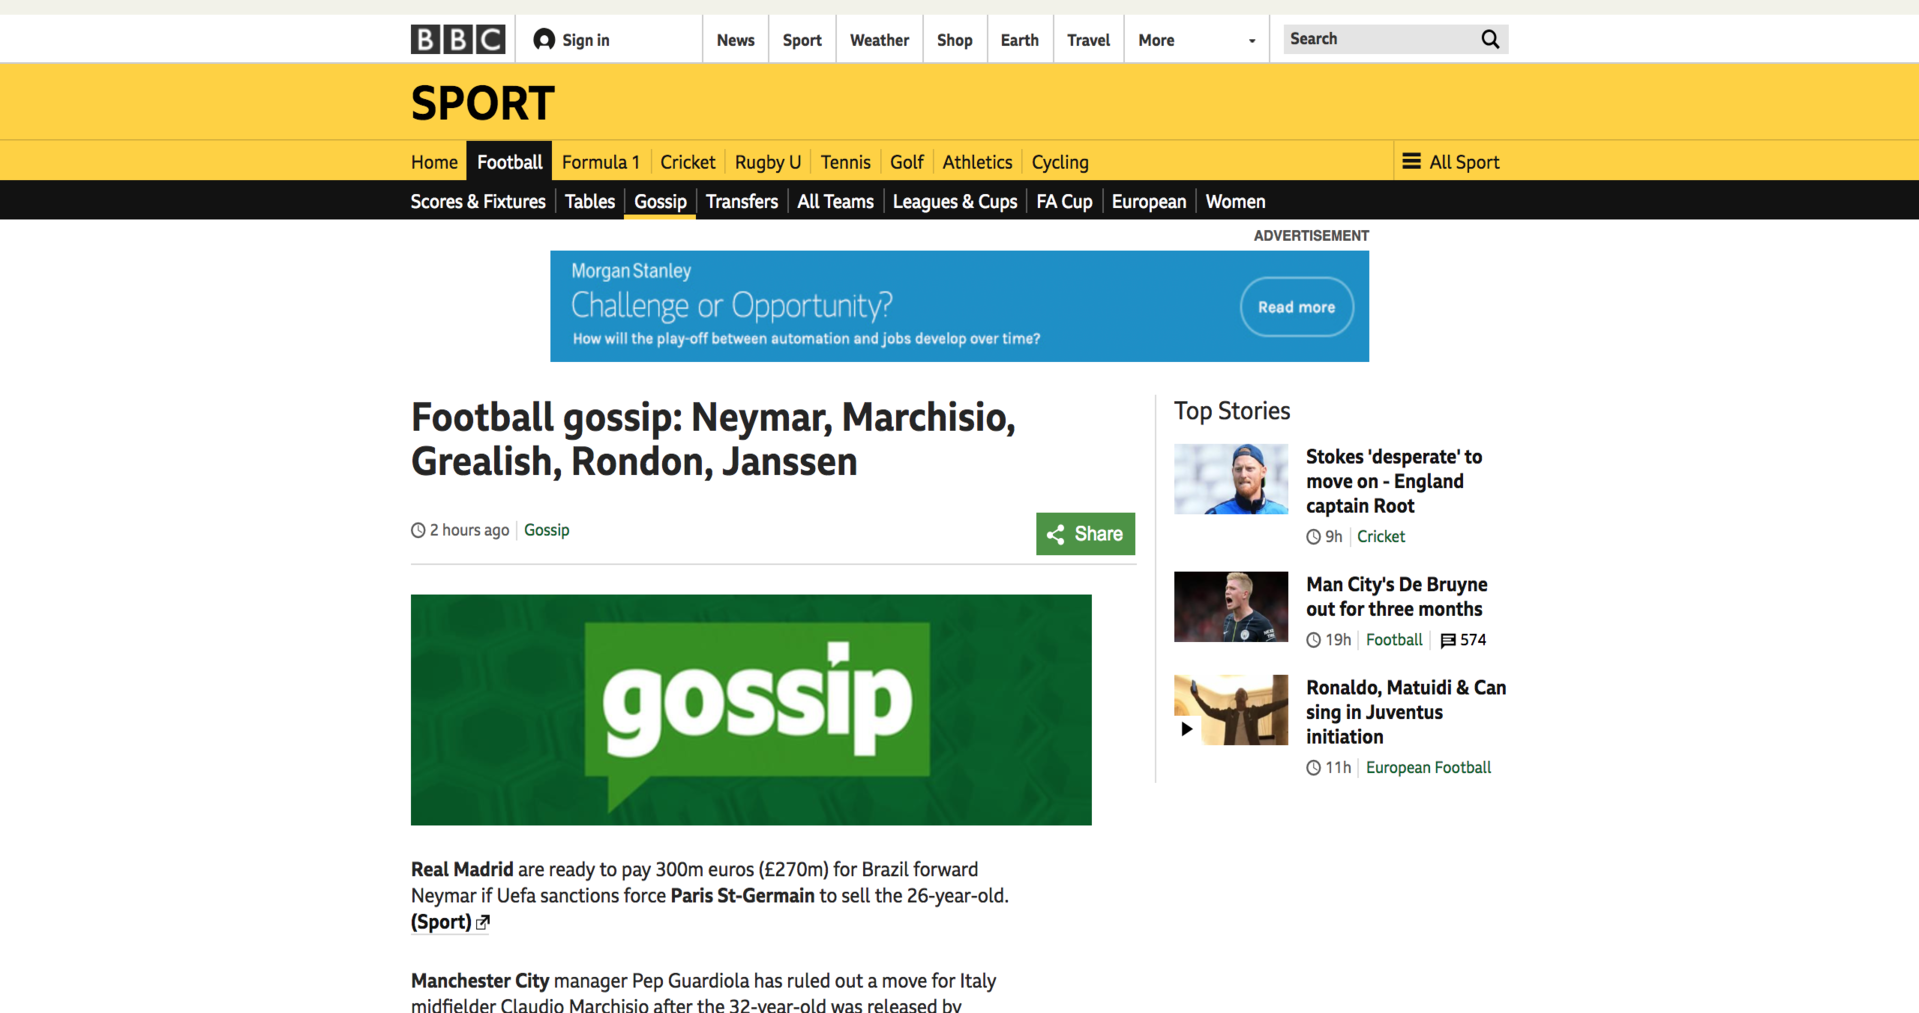 BBC
Sign in
News
Sport
Weather
Shop
Earth
Travel
More
Search
SPORT
Home
Football
Formula 1
Cricket
Rugby U
Tennis
Golf
Athletics
Cycling
All Sport
Scores & Fixtures
Tables
Gossip
Transfers
All Teams
Leagues & Cups
FA Cup
European
Women
ADVERTISEMENT
Morgan Stanley
Challenge or Opportunity?
How will the play-off between automation and jobs develop over time?
Read more
Football gossip: Neymar, Marchisio,
Grealish, Rondon, Janssen
2 hours ago
Gossip
Share
gossip
Real Madrid are ready to pay 300m euros (£270m) for Brazil forward
Neymar if Uefa sanctions force Paris St-Germain to sell the 26-year-old.
(Sport)
Manchester City manager Pep Guardiola has ruled out a move for Italy
midfielder Claudio Marchisio after the 32-year-old was released by
Top Stories
Stokes 'desperate' to
move on - England
captain Root
9h
Cricket
Man City's De Bruyne
out for three months
19h
Football
574
Ronaldo, Matuidi & Can
sing in Juventus
initiation
11h
European Football